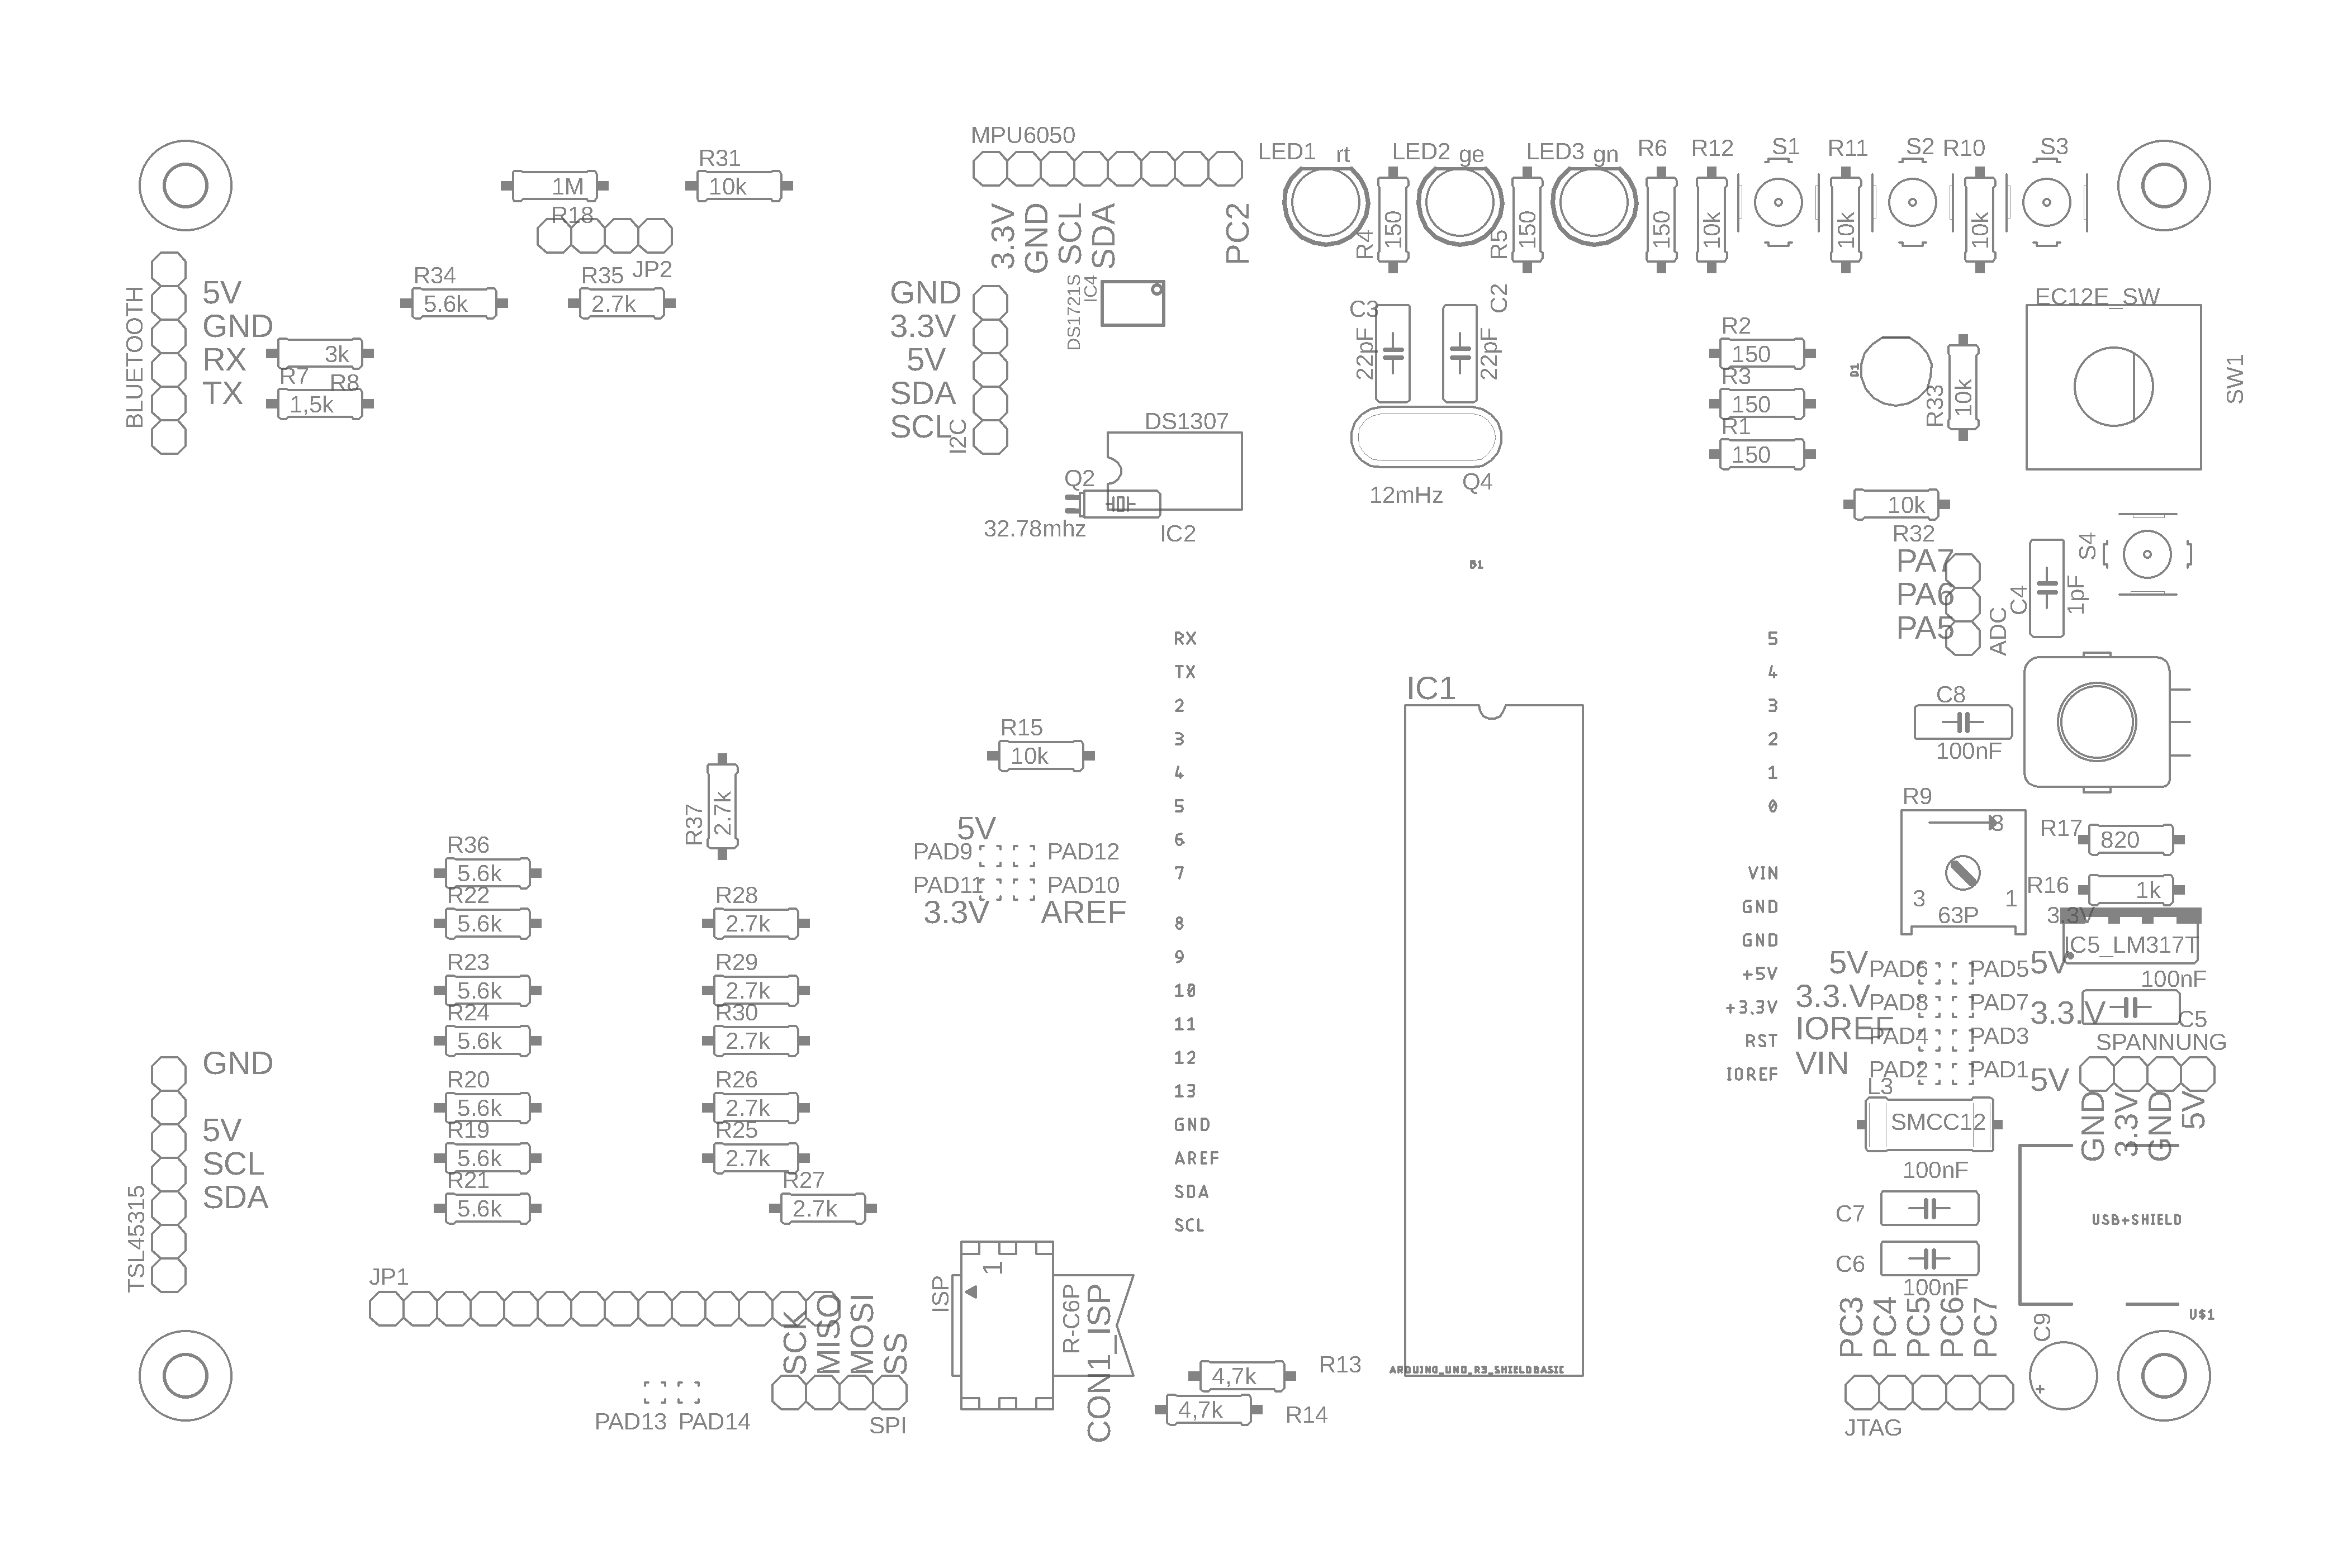 MPU6050
LED1 rt
LED2 ge
LED3 gn
R6
R12
S1
R11
S2
R10
S3
R31
10k
1M
R18
JP2
3.3V
GND
SCL
SDA
PC2
R4
150
R5
150
150
10k
10k
10k
R34
5.6k
R35
2.7k
BLUETOOTH
5V
GND
RX
TX
3k
R7
R8
1,5k
GND
3.3V
5V
SDA
SCL
I2C
DS1721S
IC4
C3
22pF
C2
22pF
EC12E_SW
SW1
R2
150
R3
150
R1
150
D1
R33
10k
DS1307
Q2
32.78mhz
IC2
12mHz
Q4
10k
R32
B1
PA7
PA6
PA5
ADC
C4
1pF
S4
RX
TX
2
3
4
5
6
7
8
9
10
11
12
13
GND
AREF
SDA
SCL
5
4
3
2
1
0
VIN
GND
GND
+5V
+3.3V
RST
IOREF
IC1
C8
100nF
R15
10k
R37
2.7k
5V
PAD9
PAD12
PAD11
PAD10
3.3V
AREF
R9
3
1
63P
R17
820
R16
1k
3.3V
IC5_LM317T
100nF
C5
R36
5.6k
R22
5.6k
R23
5.6k
R24
5.6k
R20
5.6k
R19
5.6k
R21
5.6k
R28
2.7k
R29
2.7k
R30
2.7k
R26
2.7k
R25
2.7k
R27
2.7k
5V
PAD6
PAD5
5V
3.3.V
PAD8
PAD7
3.3.V
IOREF
PAD4
PAD3
VIN
PAD2
PAD1
5V
SPANNUNG
GND
3.3V
GND
5V
L3
SMCC12
100nF
C7
C6
100nF
USB+SHIELD
U$1
GND
5V
SCL
SDA
TSL45315
JP1
SCK
MISO
MOSI
SS
SPI
PAD13
PAD14
ISP
1
R-C6P
CON1_ISP
R13
4,7k
4,7k
R14
ARDUINO_UNO_R3_SHIELDBASIC
PC3
PC4
PC5
PC6
PC7
JTAG
C9
+